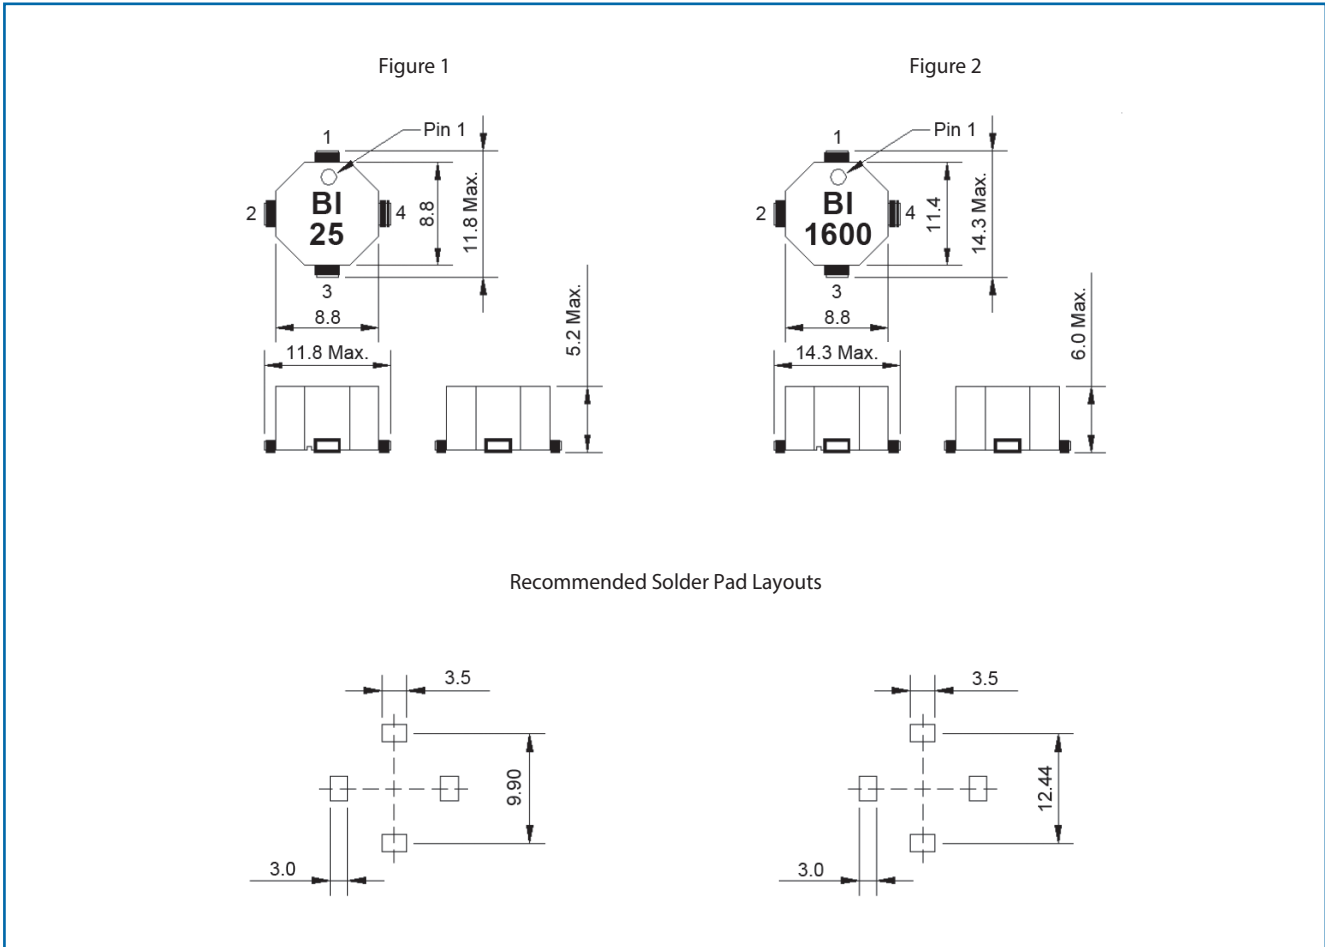 Figure 1
Figure 2
1
Pin 1
2
BI
25
4
8.8
11.8 Max.
3
8.8
11.8 Max.
5.2 Max.
1
Pin 1
2
BI
1600
4
11.4
14.3 Max.
3
8.8
14.3 Max.
6.0 Max.
Recommended Solder Pad Layouts
3.5
9.90
3.0
3.5
12.44
3.0